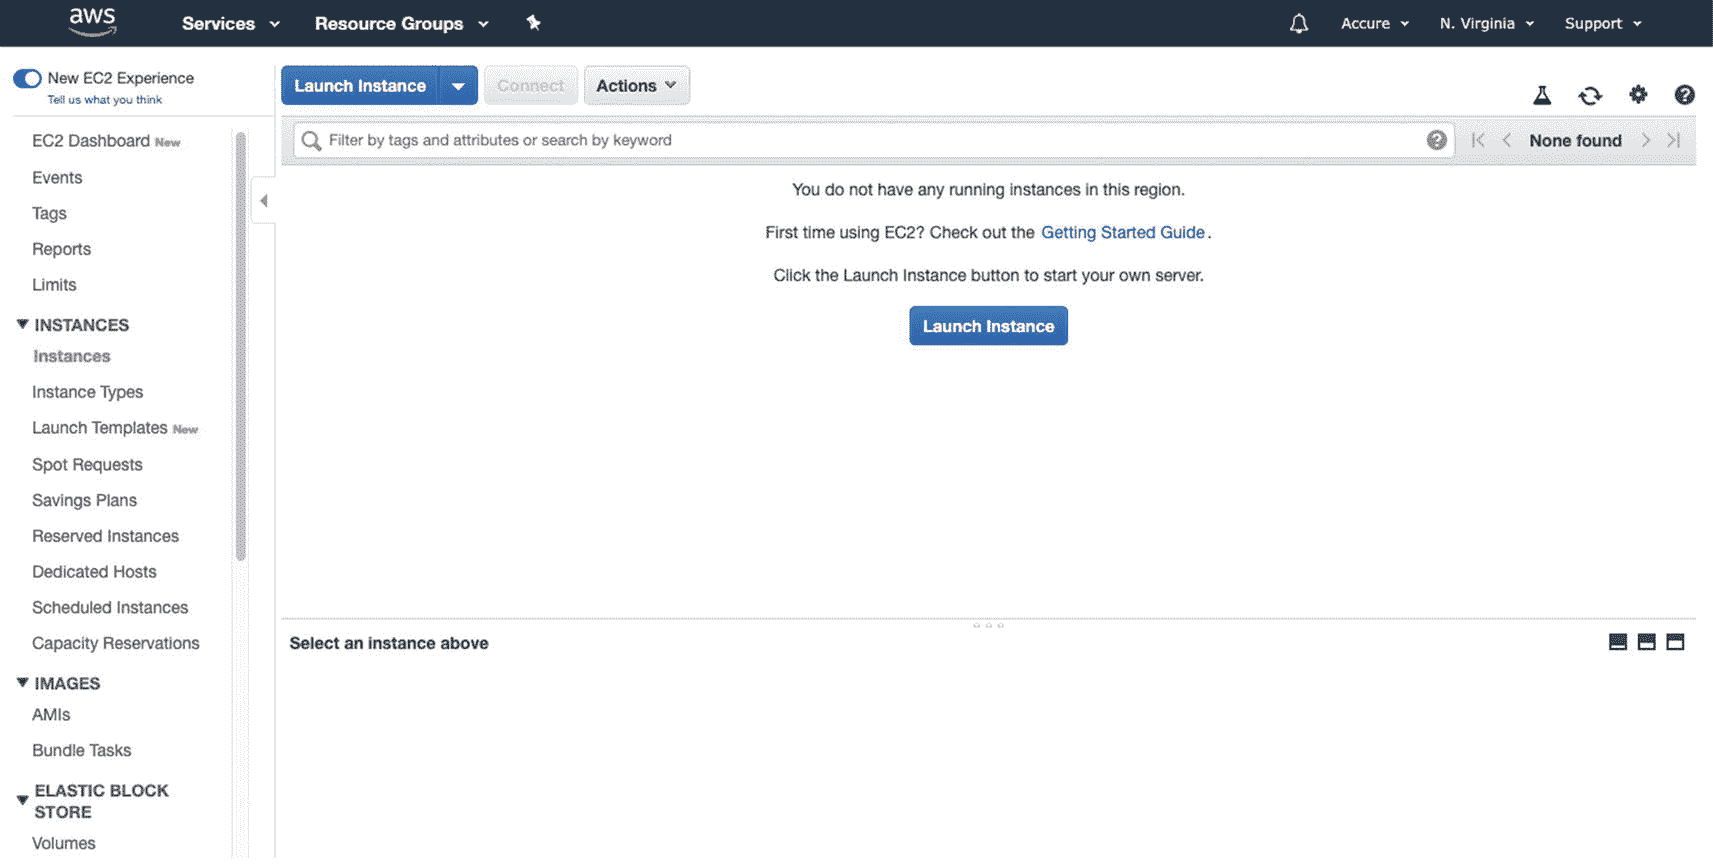 aws Services Resource Groups Accure N. Virginia Support
New EC2 Experience
Tell us what you think
EC2 Dashboard New
Events
Tags
Reports
Limits
INSTANCES
Instances
Instance Types
Launch Templates New
Spot Requests
Savings Plans
Reserved Instances
Dedicated Hosts
Scheduled Instances
Capacity Reservations
IMAGES
AMIs
Bundle Tasks
ELASTIC BLOCK
STORE
Volumes
Launch Instance Connect Actions
Filter by tags and attributes or search by keyword None found
You do not have any running instances in this region.
First time using EC2? Check out the Getting Started Guide.
Click the Launch Instance button to start your own server.
Launch Instance
Select an instance above